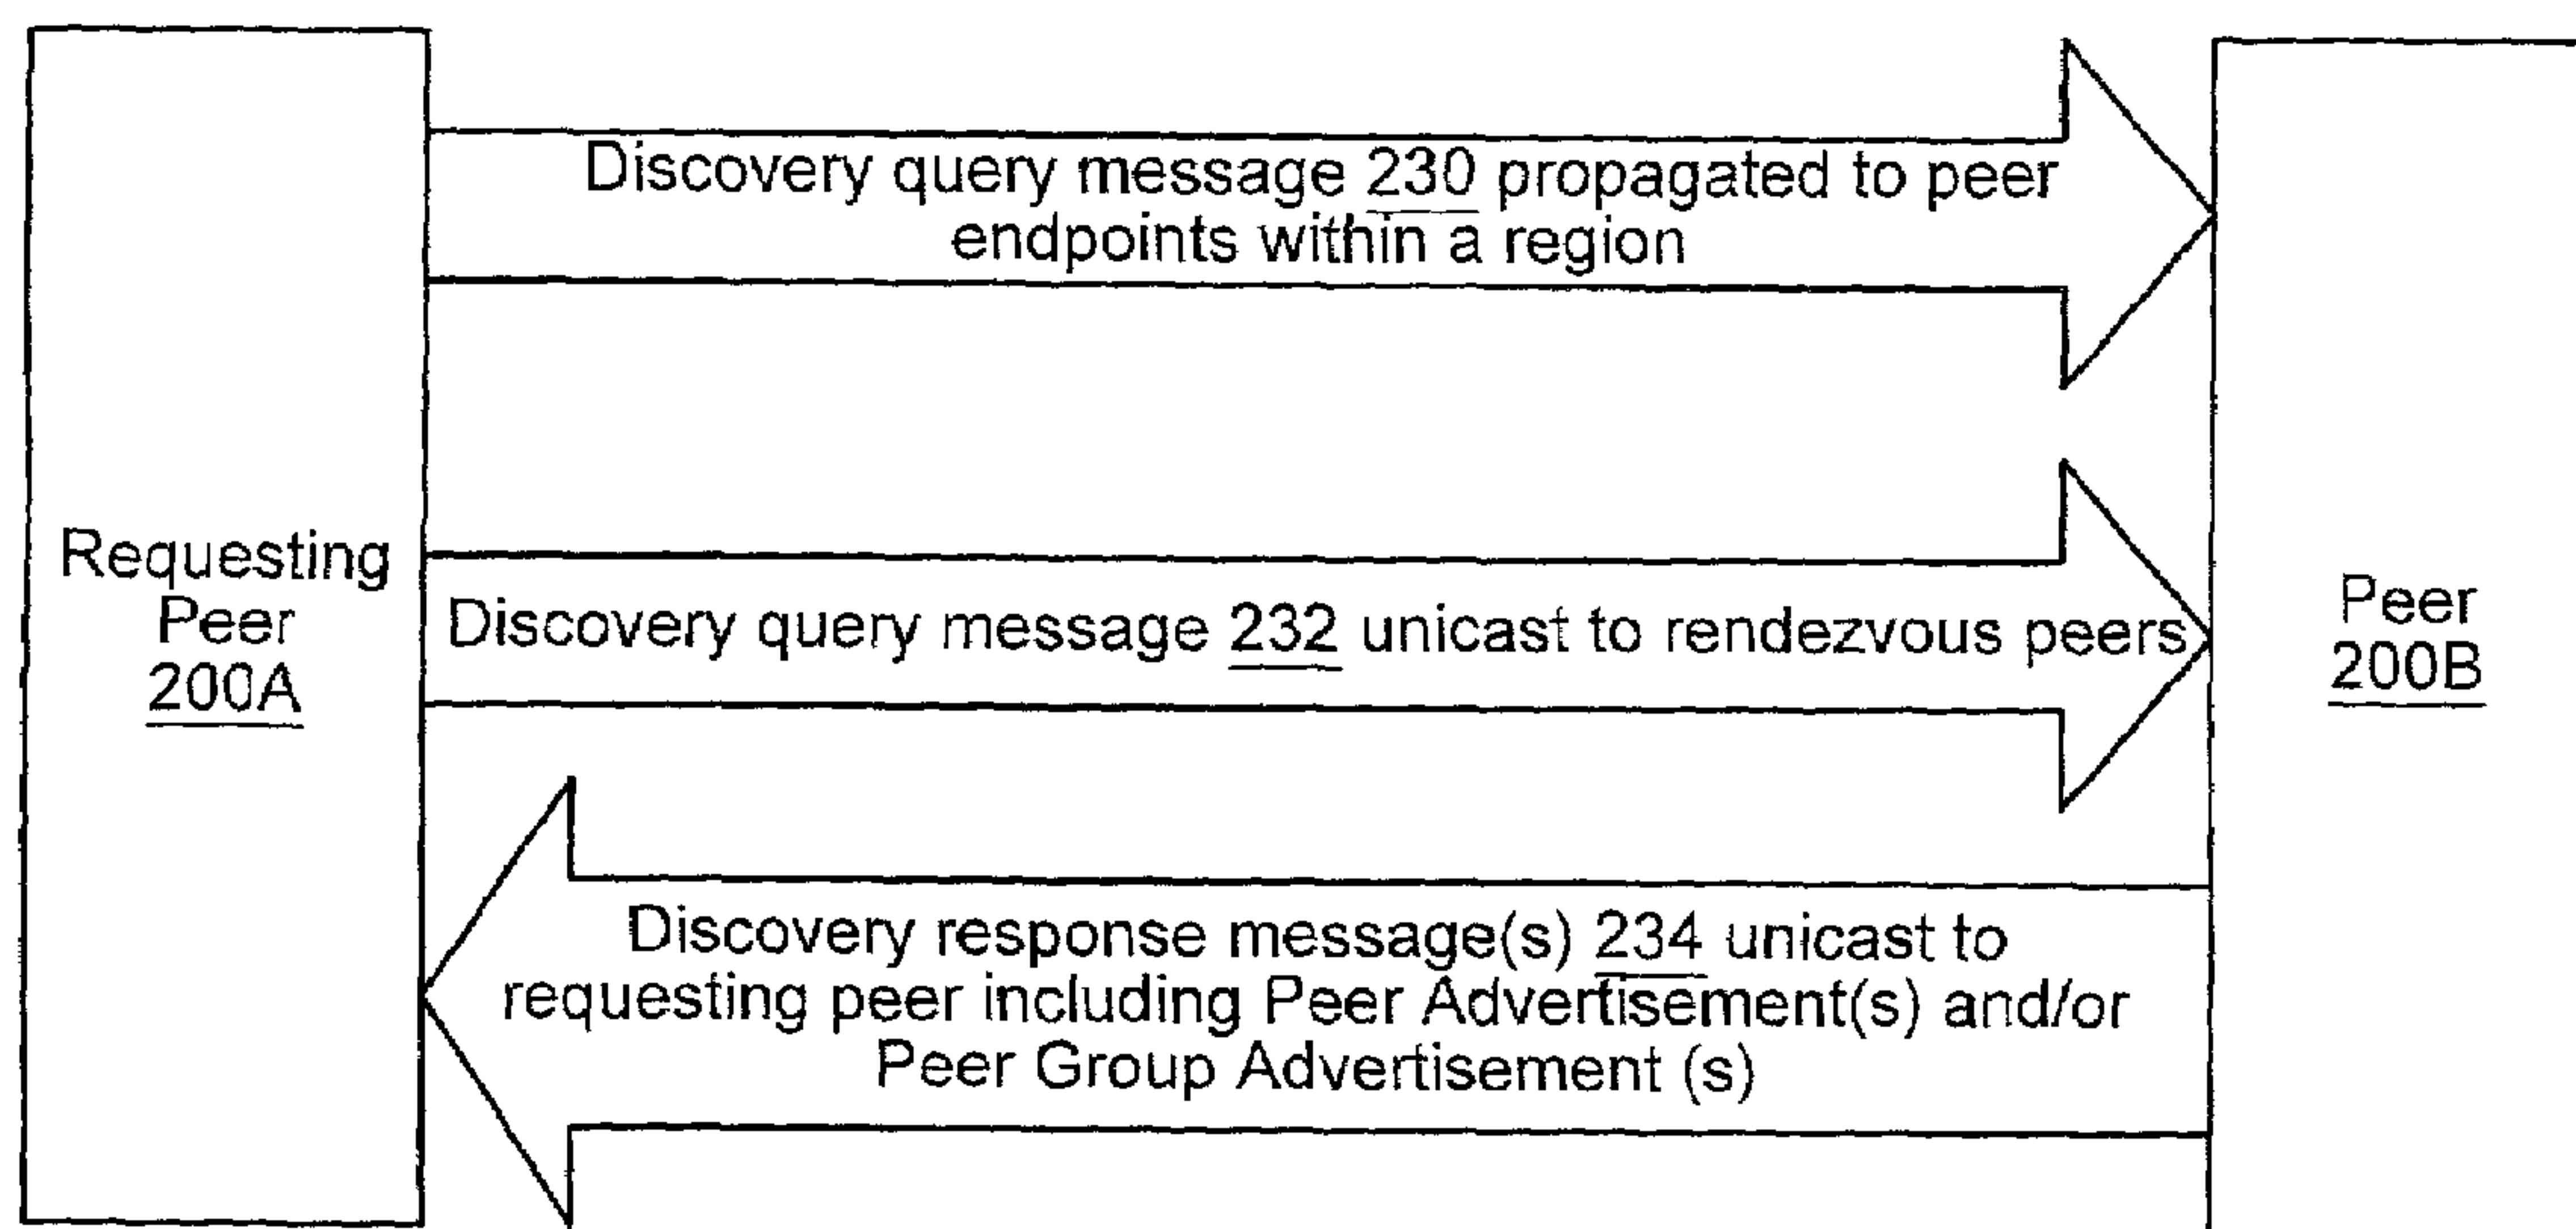 Discovery query message 230 propagated to peer
endpoints within a region
Requesting
Peer
200A
Discovery query message 232 unicast to rendezvous peers
Peer
200B
Discovery response message(s) 234 unicast to
requesting peer including Peer Advertisement(s) and/or
Peer Group Advertisement (s)